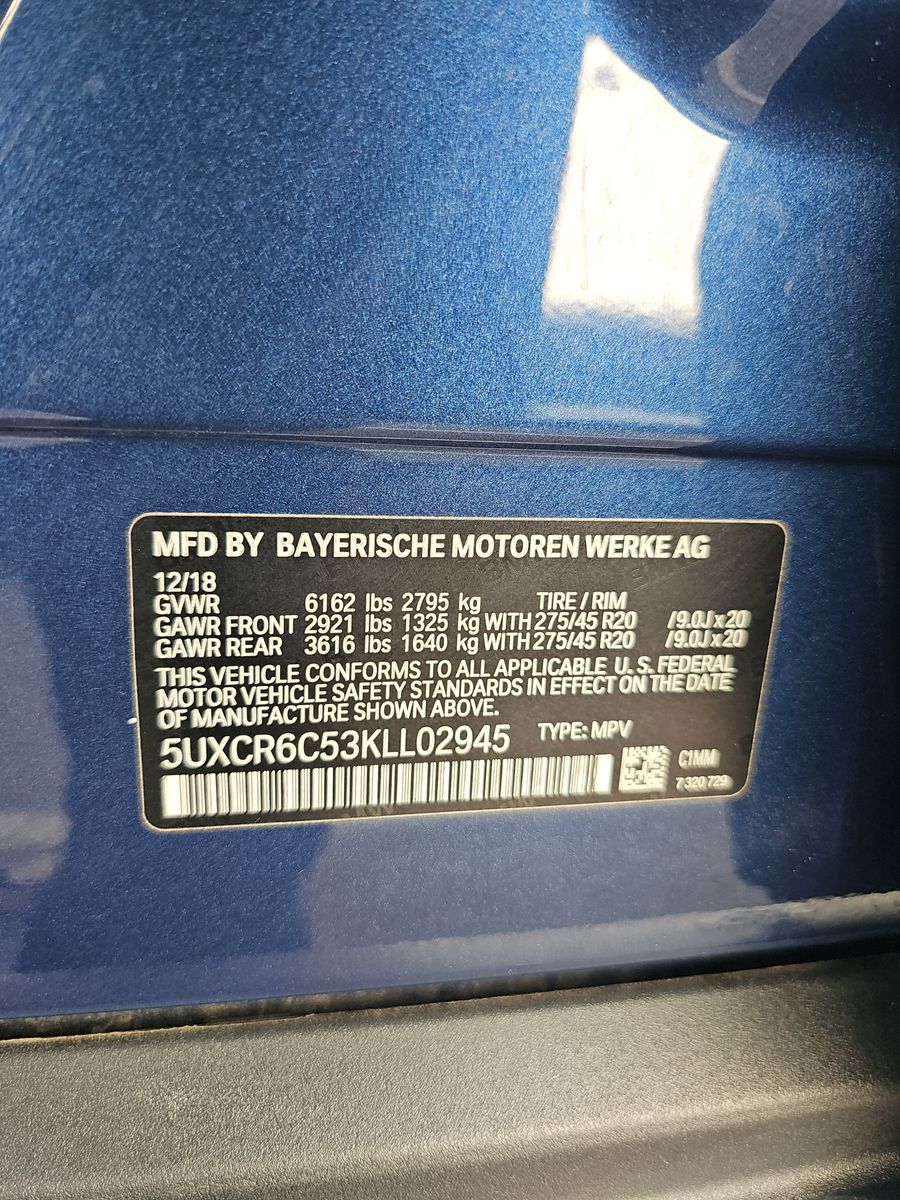 MFD BY BAYERISCHE MOTOREN WERKE AG
12/18
GVWR 6162 lbs 2795 kg TIRE / RIM
GAWR FRONT 2921 lbs 1325 kg WITH 275/45 R20 /9.0J x 20
GAWR REAR 3616 lbs 1640 kg WITH 275/45 R20 /9.0J x 20
THIS VEHICLE CONFORMS TO ALL APPLICABLE U. S. FEDERAL
MOTOR VEHICLE SAFETY STANDARDS IN EFFECT ON THE DATE
OF MANUFACTURE SHOWN ABOVE.
5UXCR6C53KLL02945 TYPE: MPV
C1MM
7 320 729